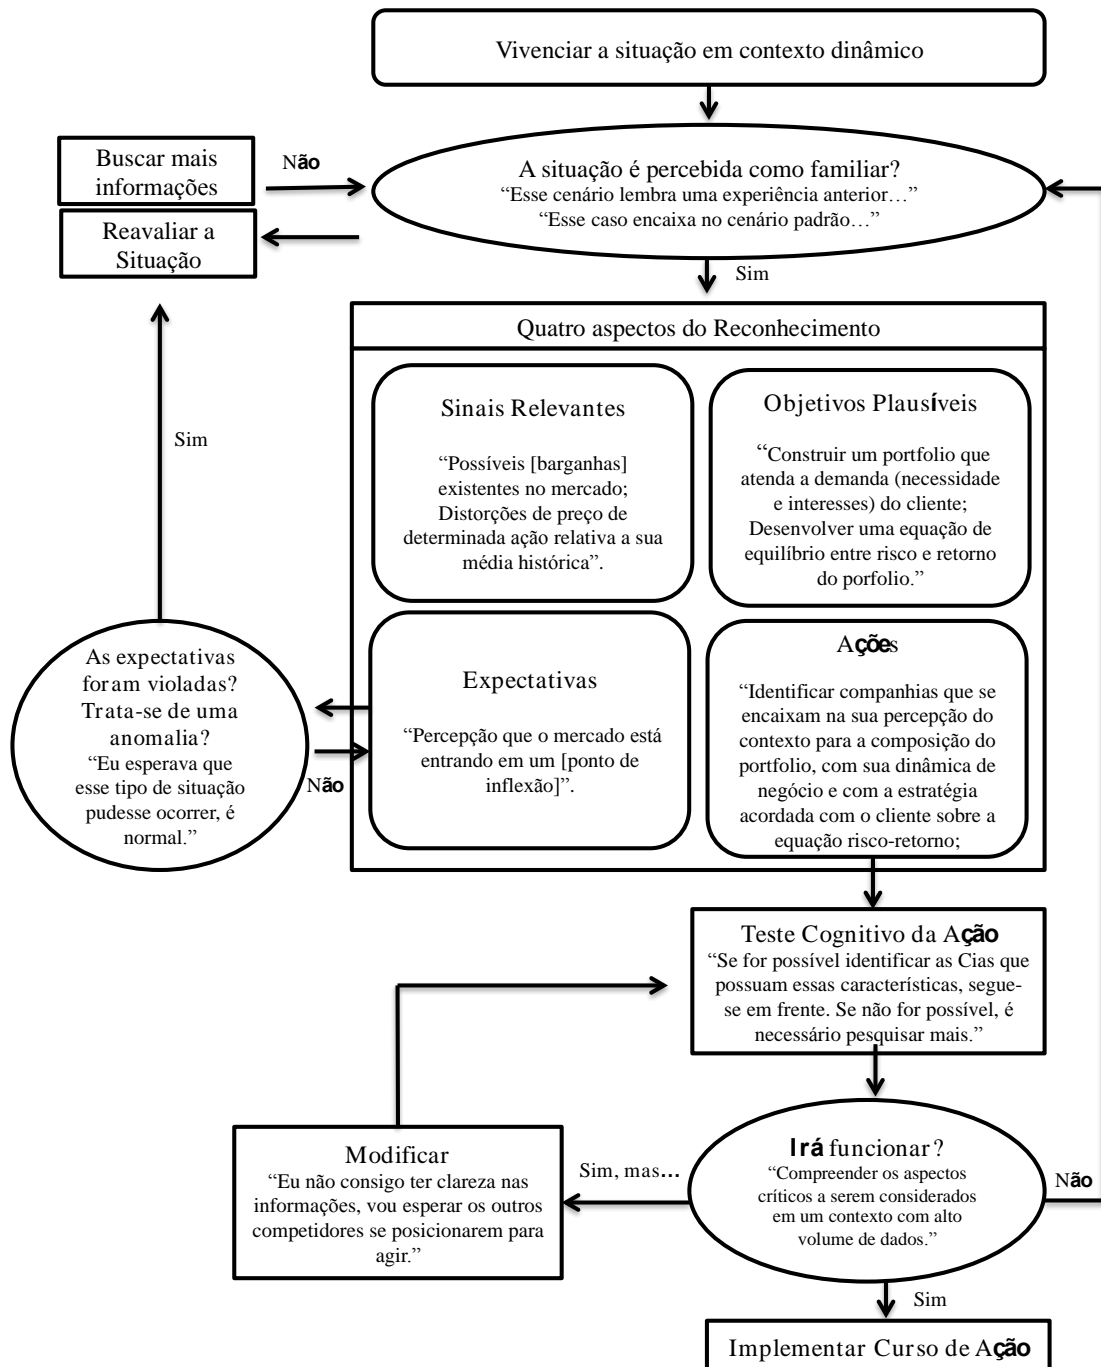 Vivenciar a situação em contexto dinâmico
Buscar mais
informações
Não
A situação é percebida como familiar?
“Esse cenário lembra uma experiência anterior…”
“Esse caso encaixa no cenário padrão…”
Reavaliar a
Situação
Sim
Quatro aspectos do Reconhecimento
Sinais Relevantes
“Possíveis [barganhas]
existentes no mercado;
Distorções de preço de
determinada ação relativa a sua
média histórica”.
Objetivos Plausíveis
“Construir um portfolio que
atenda a demanda (necessidade
e interesses) do cliente;
Desenvolver uma equação de
equilíbrio entre risco e retorno
do porfolio.”
Sim
As expectativas
foram violadas?
Trata-se de uma
anomalia?
“Eu esperava que
esse tipo de situação
pudesse ocorrer, é
normal.”
Não
Expectativas
“Percepção que o mercado está
entrando em um [ponto de
inflexão]”.
Ações
“Identificar companhias que se
encaixam na sua percepção do
contexto para a composição do
portfolio, com sua dinâmica de
negócio e com a estratégia
acordada com o cliente sobre a
equação risco-retorno;
Teste Cognitivo da Ação
“Se for possível identificar as Cias que
possuam essas características, segue-
se em frente. Se não for possível, é
necessário pesquisar mais.”
Modificar
“Eu não consigo ter clareza nas
informações, vou esperar os outros
competidores se posicionarem para
agir.”
Sim, mas…
Irá funcionar?
“Compreender os aspectos
críticos a serem considerados
em um contexto com alto
volume de dados.”
Não
Sim
Implementar Curso de Ação